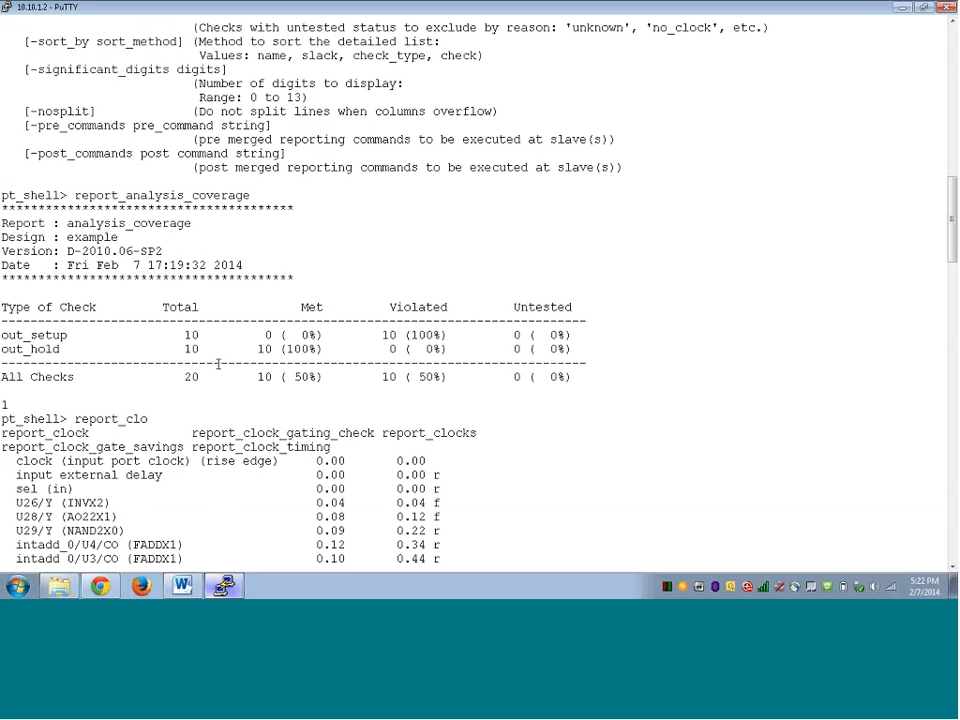 10.10.1.2 - PuTTY
(Checks with untested status to exclude by reason: 'unknown', 'no_clock', etc.)
[-sort_by sort_method] (Method to sort the detailed list:
Values: name, slack, check_type, check)
[-significant_digits digits]
(Number of digits to display:
Range: 0 to 13)
[-nosplit] (Do not split lines when columns overflow)
[-pre_commands pre_command string]
(pre merged reporting commands to be executed at slave(s))
[-post_commands post command string]
(post merged reporting commands to be executed at slave(s))
pt_shell> report_analysis_coverage
****************************************
Report : analysis_coverage
Design : example
Version: D-2010.06-SP2
Date : Fri Feb 7 17:19:32 2014
****************************************
Type of Check Total Met Violated Untested
--------------------------------------------------------------------------------
out_setup 10 0 ( 0%) 10 (100%) 0 ( 0%)
out_hold 10 10 (100%) 0 ( 0%) 0 ( 0%)
--------------------------------------------------------------------------------
All Checks 20 10 ( 50%) 10 ( 50%) 0 ( 0%)
1
pt_shell> report_clo
report_clock report_clock_gating_check report_clocks
report_clock_gate_savings report_clock_timing
clock (input port clock) (rise edge) 0.00 0.00
input external delay 0.00 0.00 r
sel (in) 0.00 0.00 r
U26/Y (INVX2) 0.04 0.04 f
U28/Y (AO22X1) 0.08 0.12 f
U29/Y (NAND2X0) 0.09 0.22 r
intadd_0/U4/CO (FADDX1) 0.12 0.34 r
intadd_0/U3/CO (FADDX1) 0.10 0.44 r
5:22 PM
2/7/2014